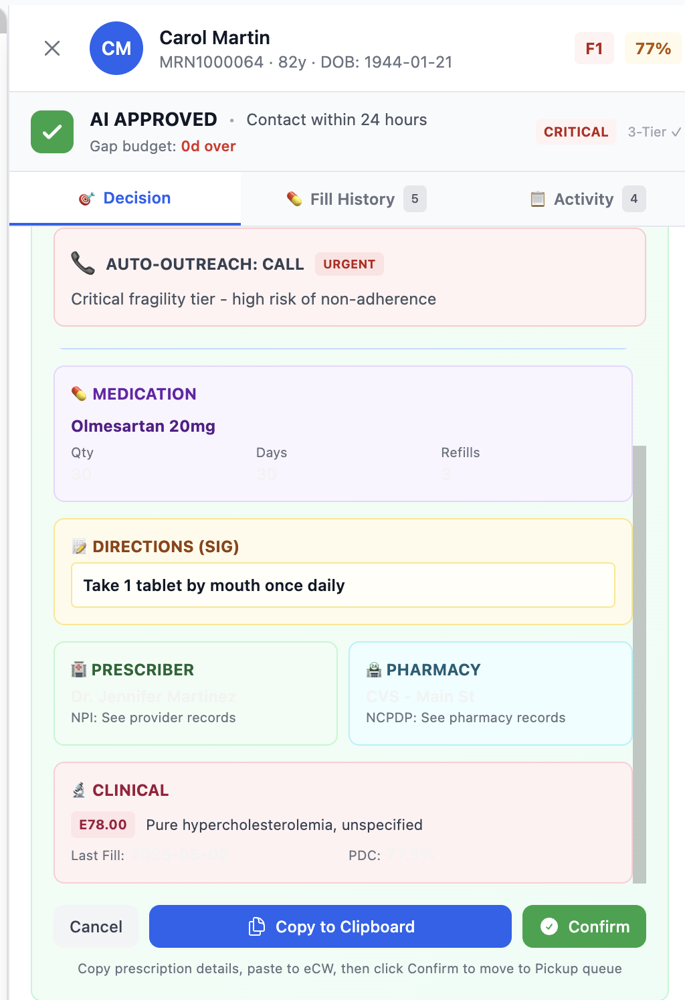 CM
Carol Martin
MRN1000064 · 82y · DOB: 1944-01-21
F1
77%
AI APPROVED · Contact within 24 hours
Gap budget: 0d over
CRITICAL
3-Tier ✓
Decision
Fill History 5
Activity 4
AUTO-OUTREACH: CALL URGENT
Critical fragility tier - high risk of non-adherence
MEDICATION
Olmesartan 20mg
Qty Days Refills
30 30 3
DIRECTIONS (SIG)
Take 1 tablet by mouth once daily
PRESCRIBER
Dr. Jennifer Martinez
NPI: See provider records
PHARMACY
CVS - Main St
NCPDP: See pharmacy records
CLINICAL
E78.00 Pure hypercholesterolemia, unspecified
Last Fill: PDC:
Cancel
Copy to Clipboard
Confirm
Copy prescription details, paste to eCW, then click Confirm to move to Pickup queue